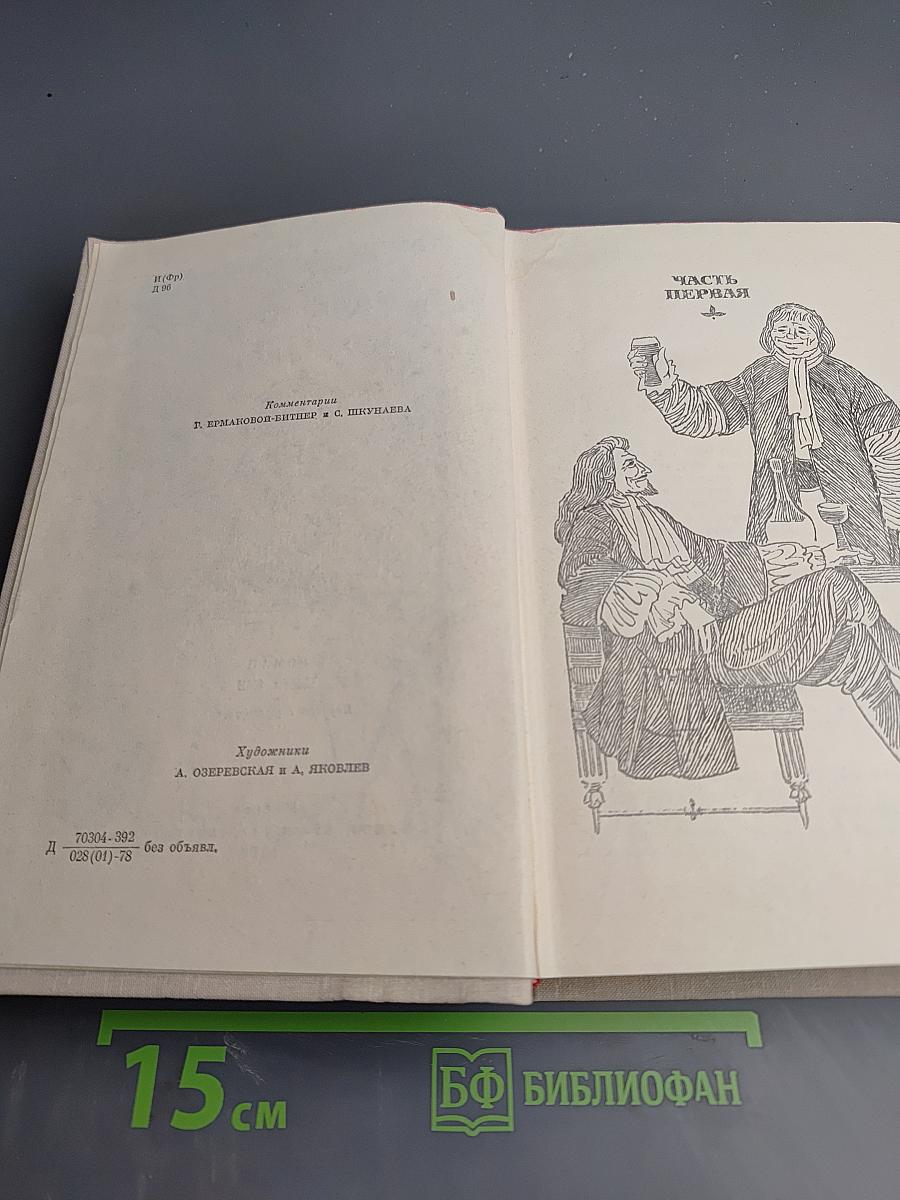 И(Фр)
Д 96
Комментарии
Г. ЕРМАКОВОЙ-БИТНЕР и С. ШКУНАЕВА
Художники
А. ОЗЕРЕВСКАЯ и А. ЯКОВЛЕВ
Д 70304-392
028(01)-78 без объявл.
ЧАСТЬ
ПЕРВАЯ
15 см
БФ БИБЛИОФАН